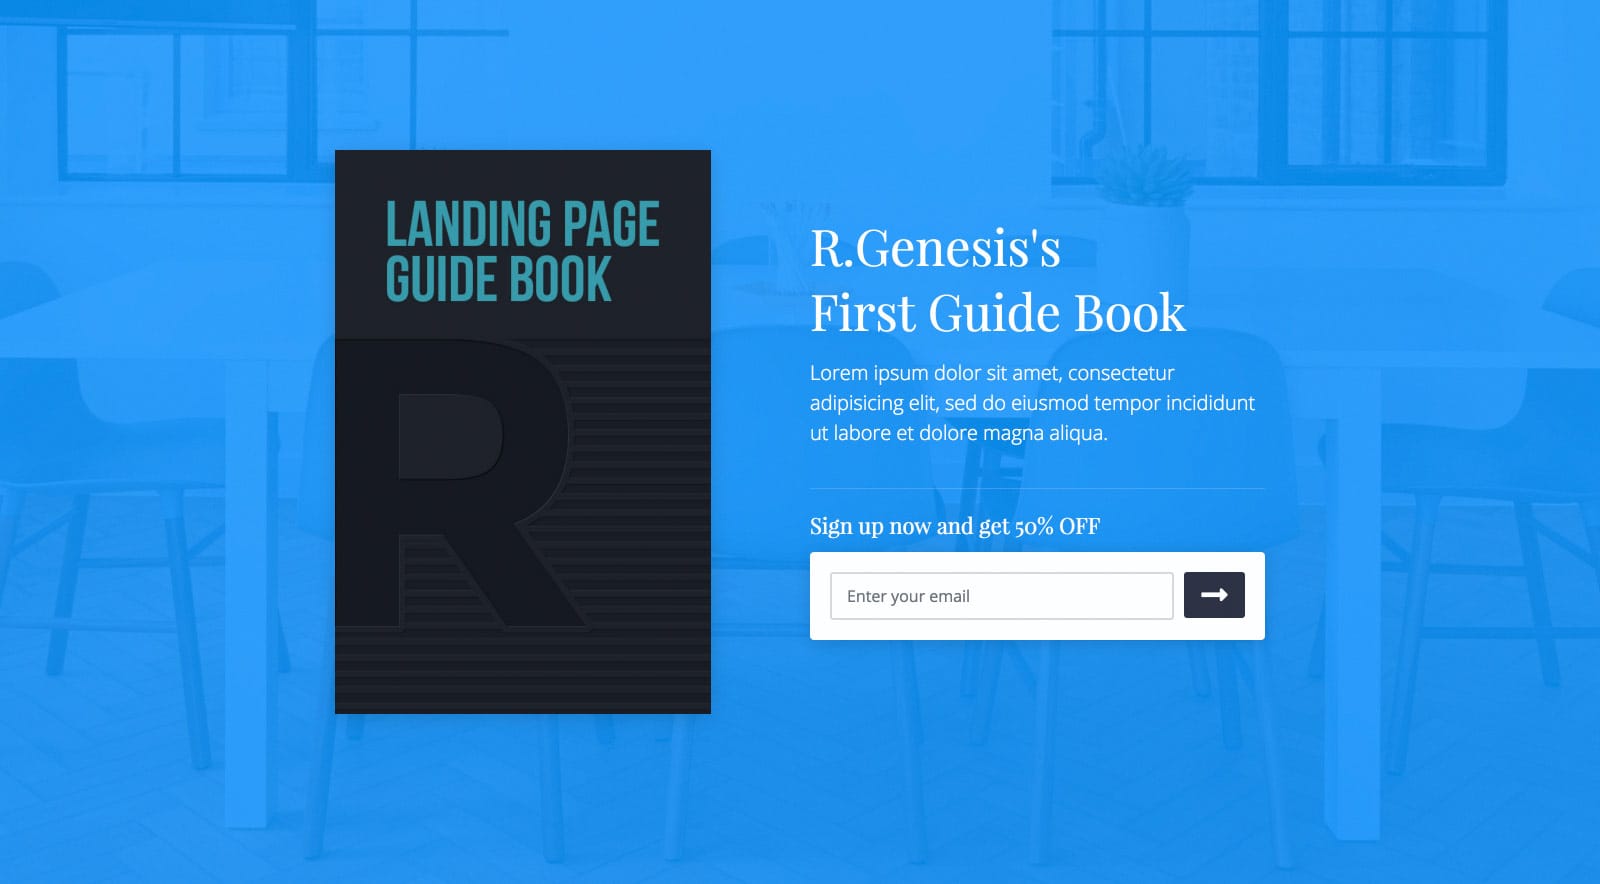 LANDING PAGE
GUIDE BOOK
R
R.Genesis's
First Guide Book
Lorem ipsum dolor sit amet, consectetur
adipisicing elit, sed do eiusmod tempor incididunt
ut labore et dolore magna aliqua.
Sign up now and get 50% OFF
Enter your email